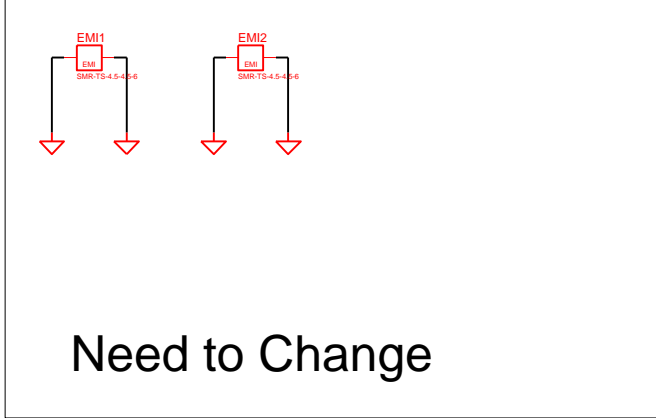 EMI1
EMI2
EMI
EMI
SMR-TS-4.5-4.5-6
SMR-TS-4.5-4.5-6
Need to Change